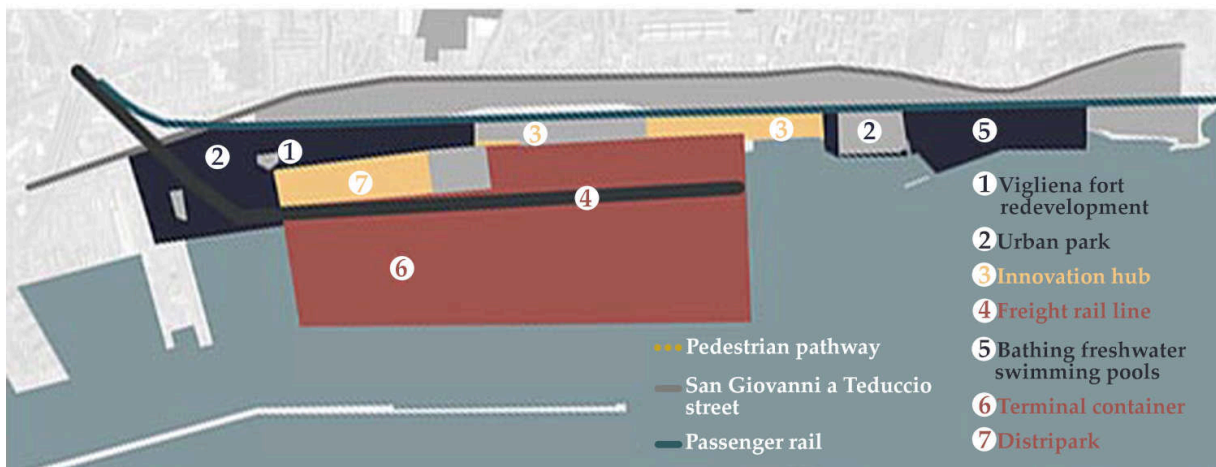 3
3
2
5
2
1
7
4
6
1 Vigliena fort
redevelopment
2 Urban park
3 Innovation hub
4 Freight rail line
5 Bathing freshwater
swimming pools
6 Terminal container
7 Distripark
Pedestrian pathway
San Giovanni a Teduccio
street
Passenger rail